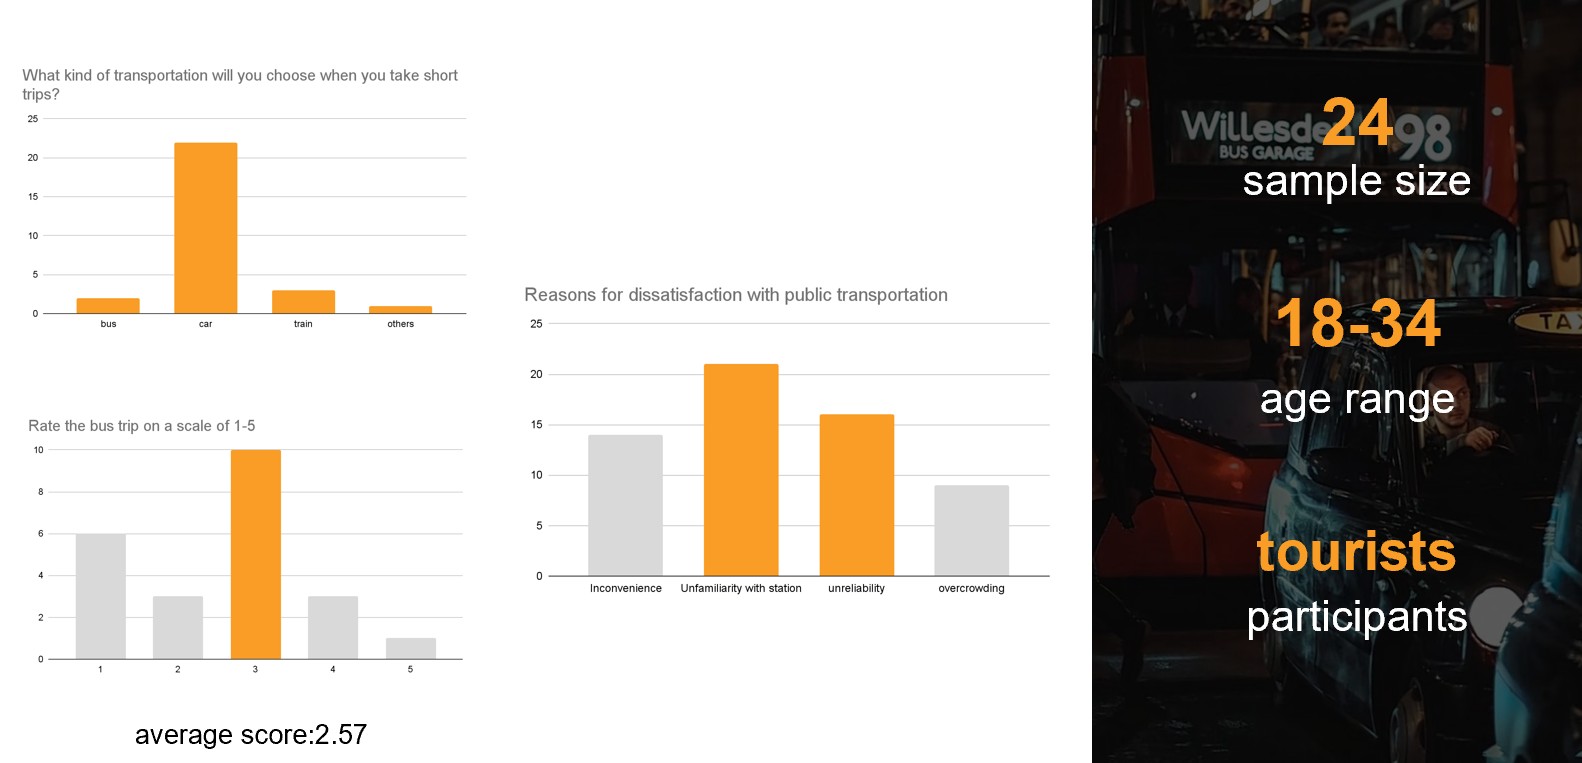 What kind of transportation will you choose when you take short
trips?
25
20
15
10
5
0
bus
car
train
others
Rate the bus trip on a scale of 1-5
10
8
6
4
2
0
1
2
3
4
5
average score:2.57
Reasons for dissatisfaction with public transportation
25
20
15
10
5
0
Inconvenience
Unfamiliarity with station
unreliability
overcrowding
24
98
BUS GARAGE
sample size
18-34
TAX
age range
tourists
participants